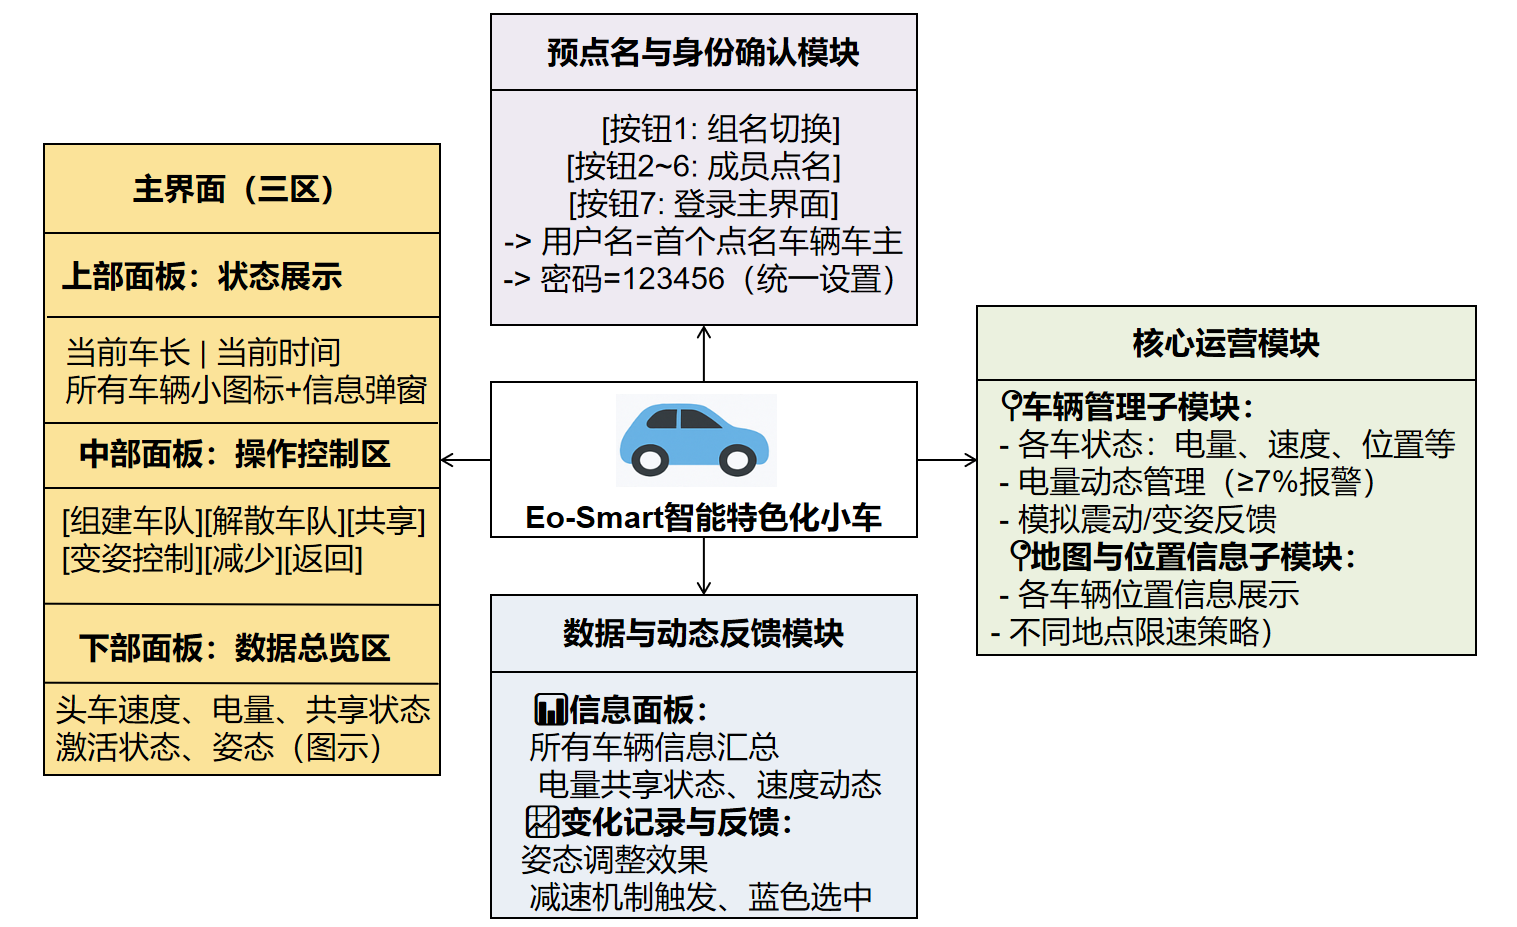 预点名与身份确认模块
[按钮1: 组名切换]
[按钮2~6: 成员点名]
[按钮7: 登录主界面]
-> 用户名=首个点名车辆车主
-> 密码=123456（统一设置）
主界面（三区）
上部面板：状态展示
当前车长 | 当前时间
所有车辆小图标+信息弹窗
中部面板：操作控制区
[组建车队][解散车队][共享]
[变姿控制][减少][返回]
下部面板：数据总览区
头车速度、电量、共享状态
激活状态、姿态（图示）
Eo-Smart智能特色化小车
核心运营模块
车辆管理子模块：
- 各车状态：电量、速度、位置等
- 电量动态管理（≥7%报警）
- 模拟震动/变姿反馈
地图与位置信息子模块：
- 各车辆位置信息展示
- 不同地点限速策略）
数据与动态反馈模块
信息面板：
所有车辆信息汇总
电量共享状态、速度动态
变化记录与反馈：
姿态调整效果
减速机制触发、蓝色选中